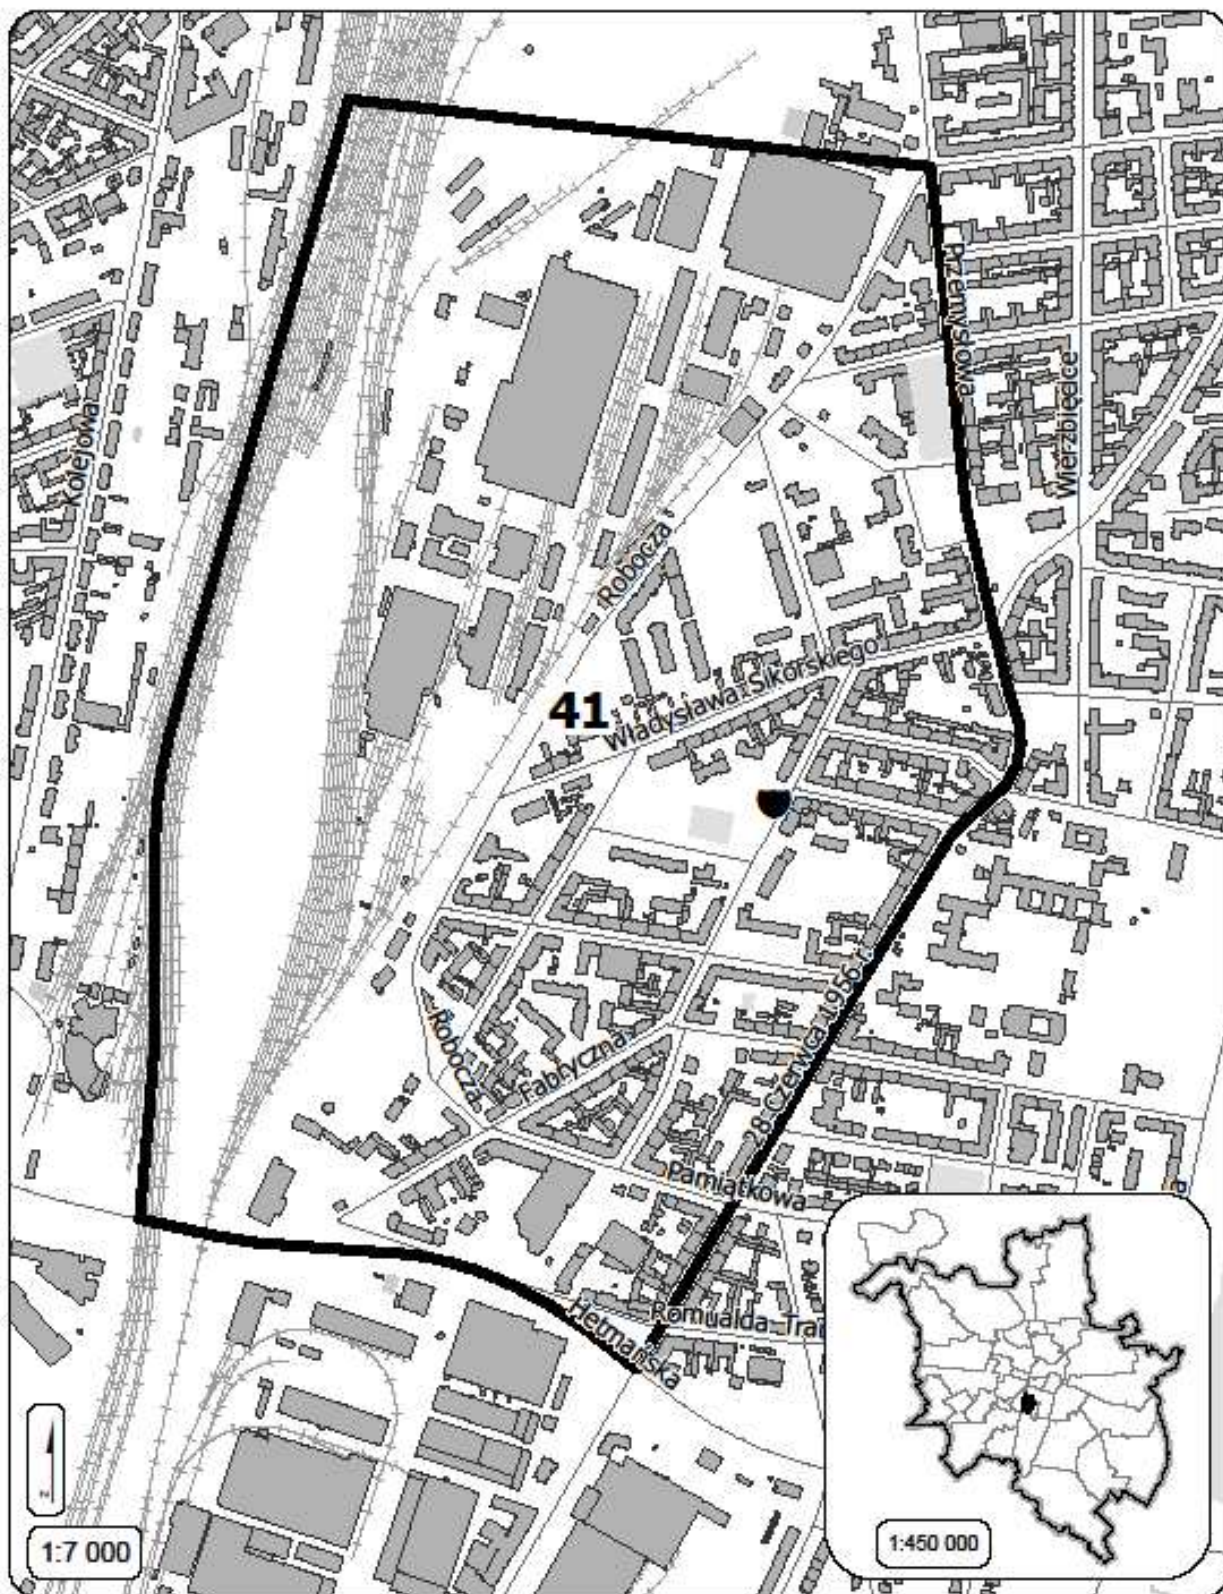 Przemysłowa
Wierzbięcice
Kolejowa
Robocza
41
Władysława Sikorskiego
28 Czerwca 1956 r.
Robocza
Fabryczna
Pamiątkowa
Hetmańska
Romualda Tra
N
1:7 000
1:450 000